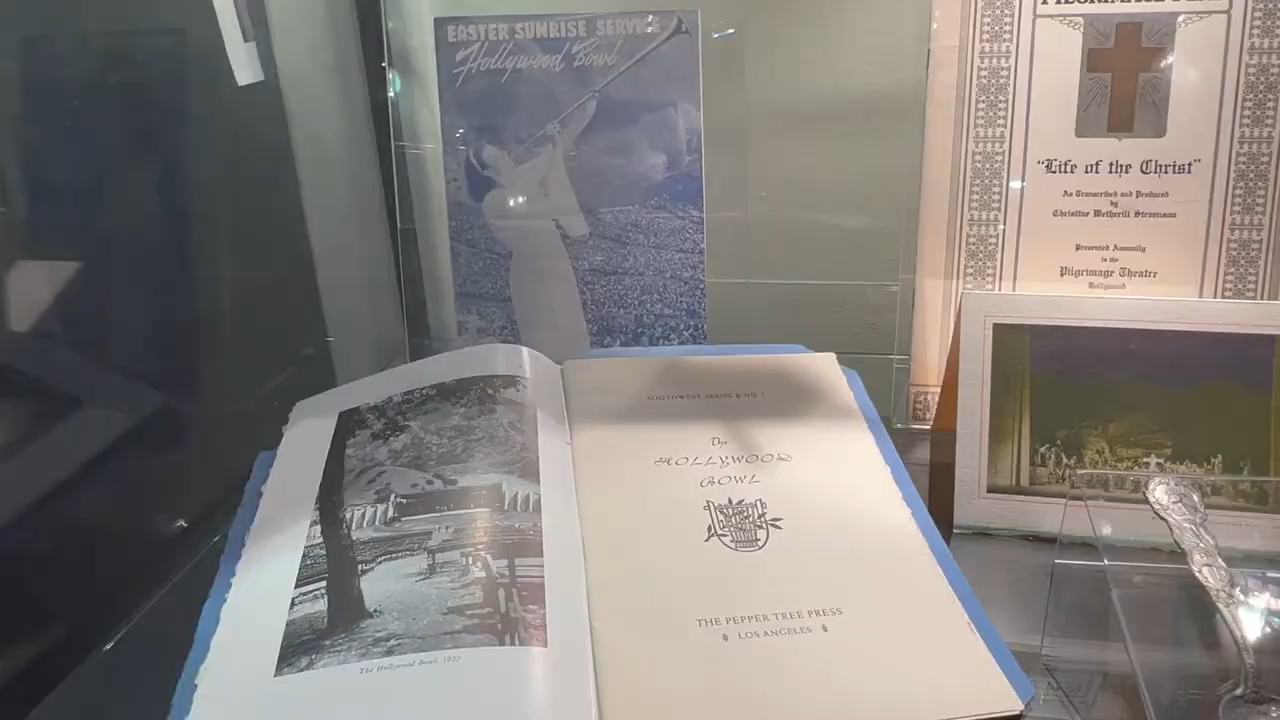 EASTER SUNRISE SERVICE
Hollywood Bowl
"Life of the Christ"
As Transcribed and Produced
by
Christine Wetherill Stevenson
Presented Annually
in the
Pilgrimage Theatre
Hollywood
SOUTHWEST SERIES
The
HOLLYWOOD
BOWL
THE PEPPER TREE PRESS
LOS ANGELES
The Hollywood Bowl, 1922